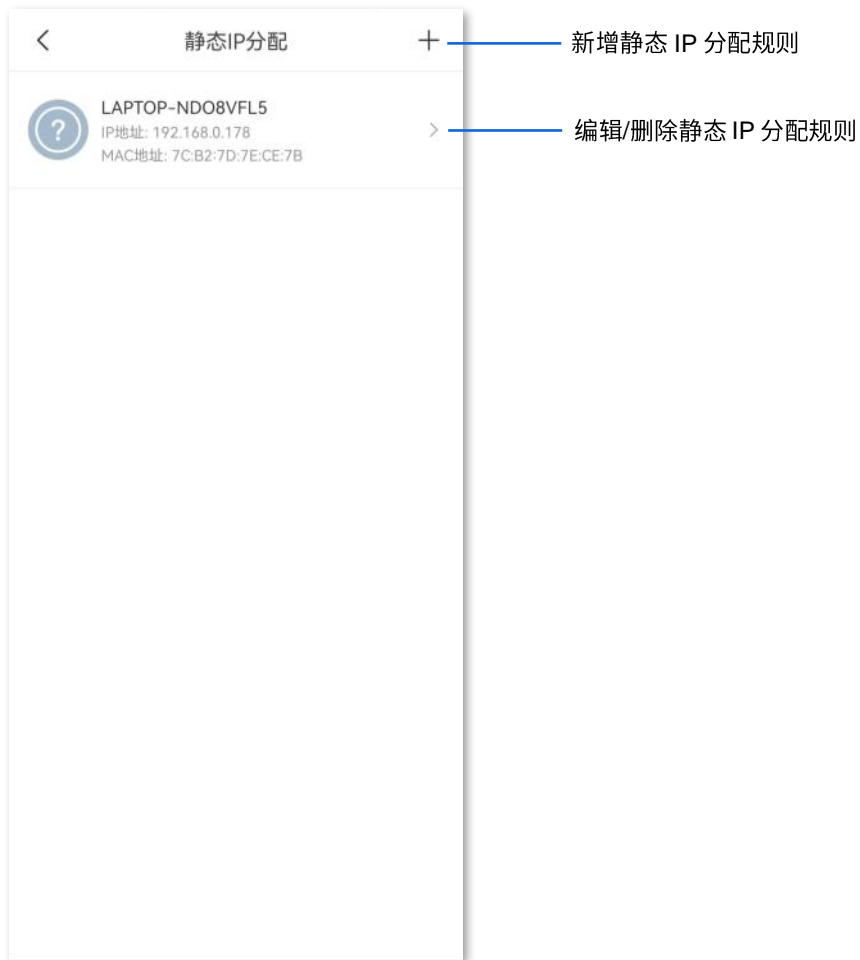 静态IP分配
新增静态 IP 分配规则
LAPTOP-NDO8VFL5
IP地址: 192.168.0.178
MAC地址: 7C:B2:7D:7E:CE:7B
编辑/删除静态 IP 分配规则